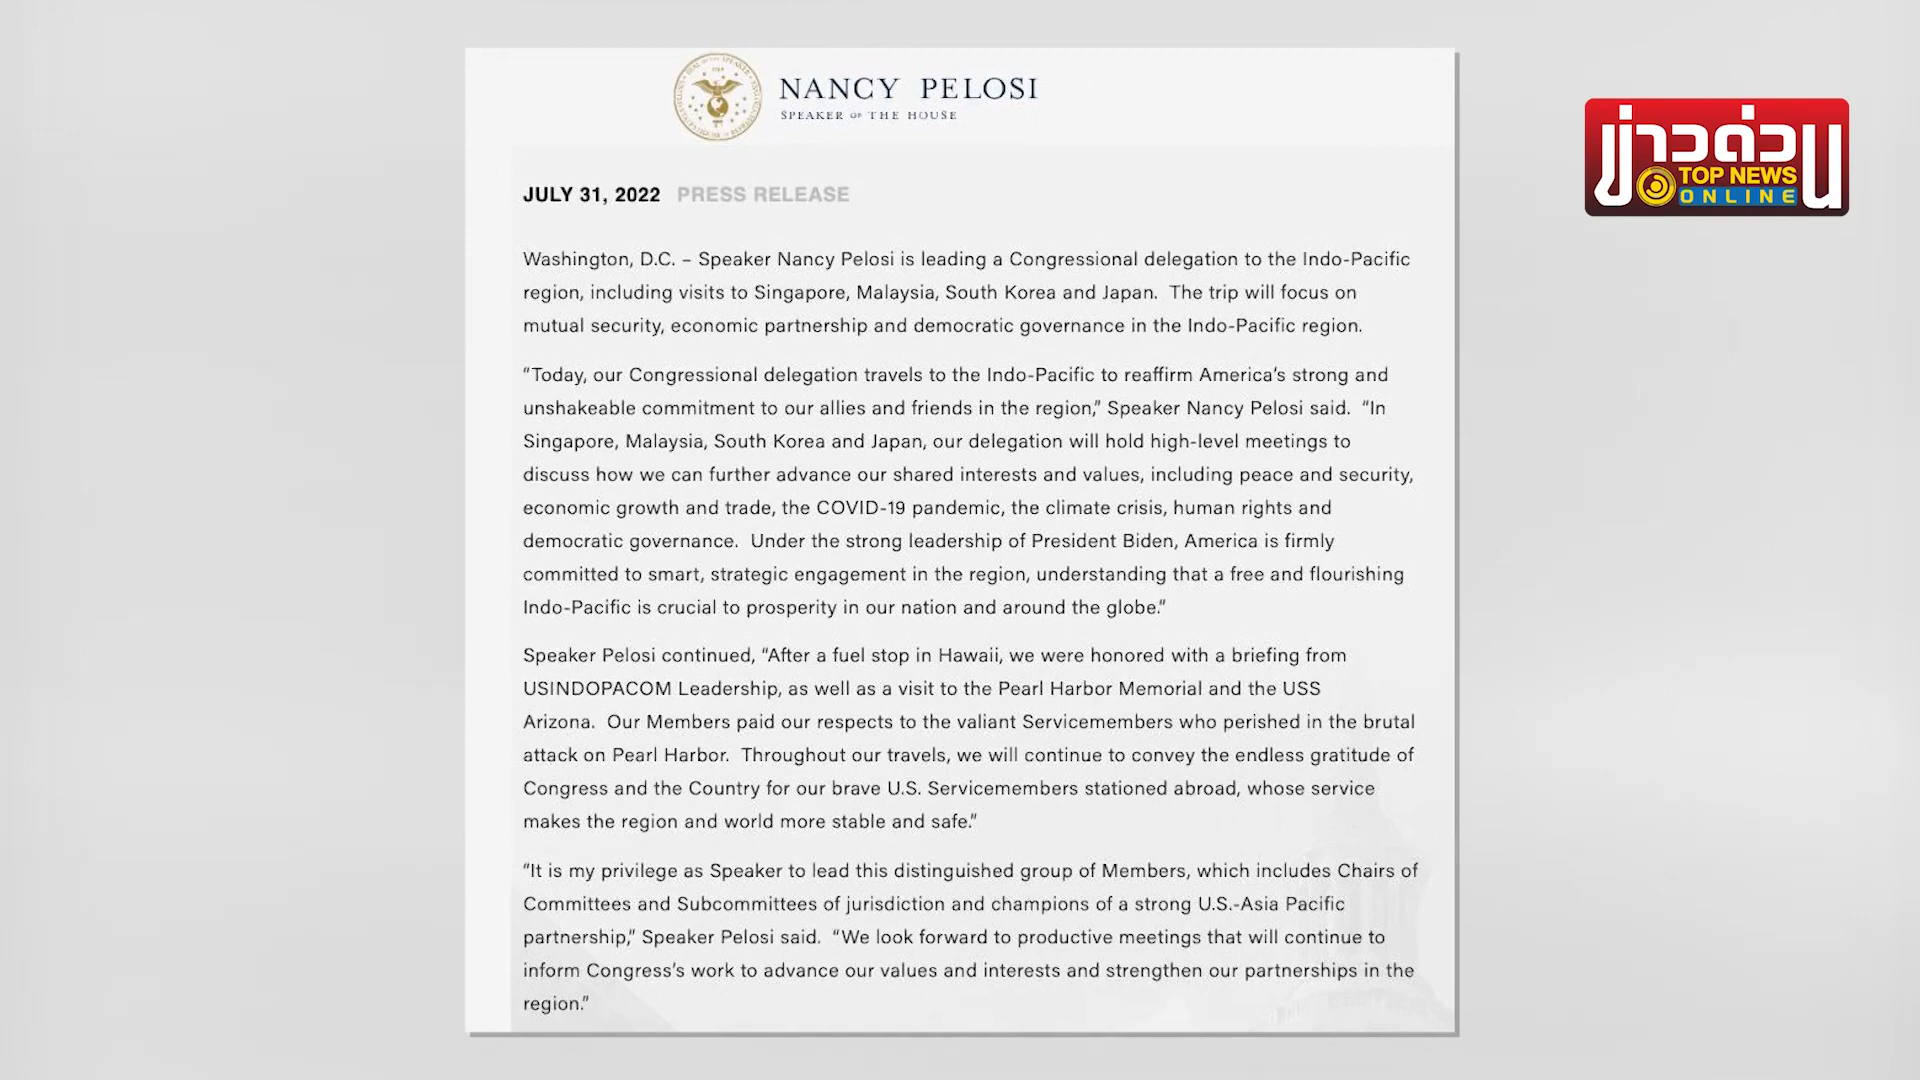 NANCY PELOSI
SPEAKER OF THE HOUSE
ข่าวด่วน
TOP NEWS
ONLINE
JULY 31, 2022 PRESS RELEASE
Washington, D.C. – Speaker Nancy Pelosi is leading a Congressional delegation to the Indo-Pacific
region, including visits to Singapore, Malaysia, South Korea and Japan. The trip will focus on
mutual security, economic partnership and democratic governance in the Indo-Pacific region.
“Today, our Congressional delegation travels to the Indo-Pacific to reaffirm America’s strong and
unshakeable commitment to our allies and friends in the region,” Speaker Nancy Pelosi said. “In
Singapore, Malaysia, South Korea and Japan, our delegation will hold high-level meetings to
discuss how we can further advance our shared interests and values, including peace and security,
economic growth and trade, the COVID-19 pandemic, the climate crisis, human rights and
democratic governance. Under the strong leadership of President Biden, America is firmly
committed to smart, strategic engagement in the region, understanding that a free and flourishing
Indo-Pacific is crucial to prosperity in our nation and around the globe.”
Speaker Pelosi continued, “After a fuel stop in Hawaii, we were honored with a briefing from
USINDOPACOM Leadership, as well as a visit to the Pearl Harbor Memorial and the USS
Arizona. Our Members paid our respects to the valiant Servicemembers who perished in the brutal
attack on Pearl Harbor. Throughout our travels, we will continue to convey the endless gratitude of
Congress and the Country for our brave U.S. Servicemembers stationed abroad, whose service
makes the region and world more stable and safe.”
“It is my privilege as Speaker to lead this distinguished group of Members, which includes Chairs of
Committees and Subcommittees of jurisdiction and champions of a strong U.S.-Asia Pacific
partnership,” Speaker Pelosi said. “We look forward to productive meetings that will continue to
inform Congress’s work to advance our values and interests and strengthen our partnerships in the
region.”